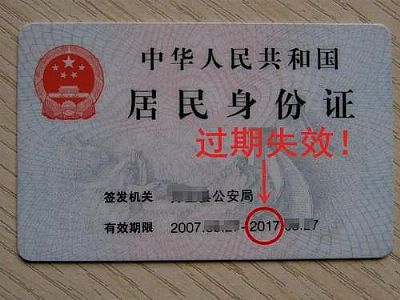 中华人民共和国
居民身份证
过期失效！
签发机关 县公安局
有效期限 2007. -2017. .27